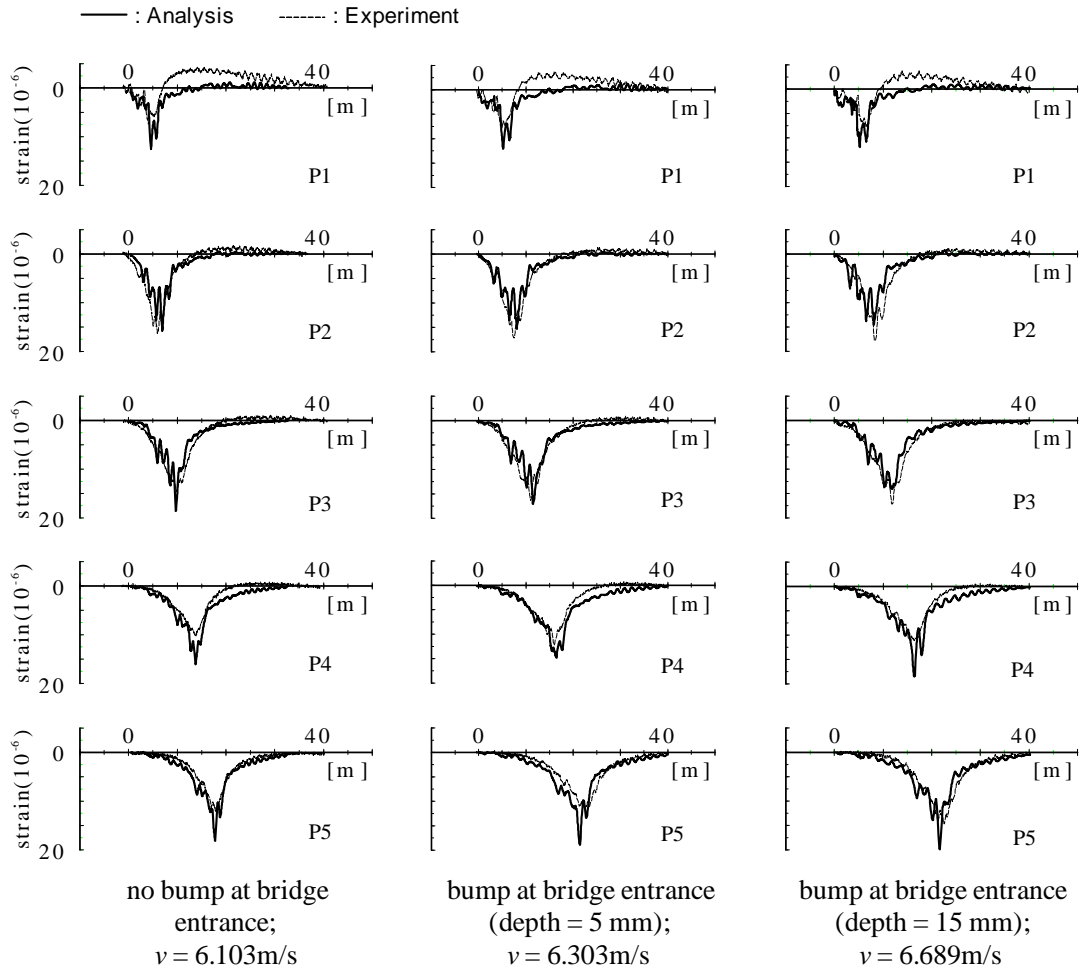 : Analysis : Experiment
0 40 0 40 0 40
0
strain(10-6)
[m] [m] [m]
P1 P1 P1
20
0 40 0 40 0 40
0
strain(10-6)
[m] [m] [m]
P2 P2 P2
20
0 40 0 40 0 40
0
strain(10-6)
[m] [m] [m]
P3 P3 P3
20
0 40 0 40 0 40
0
strain(10-6)
[m] [m] [m]
P4 P4 P4
20
0 40 0 40 0 40
0
strain(10-6)
[m] [m] [m]
P5 P5 P5
20
no bump at bridge
entrance;
v = 6.103m/s
bump at bridge entrance
(depth = 5 mm);
v = 6.303m/s
bump at bridge entrance
(depth = 15 mm);
v = 6.689m/s